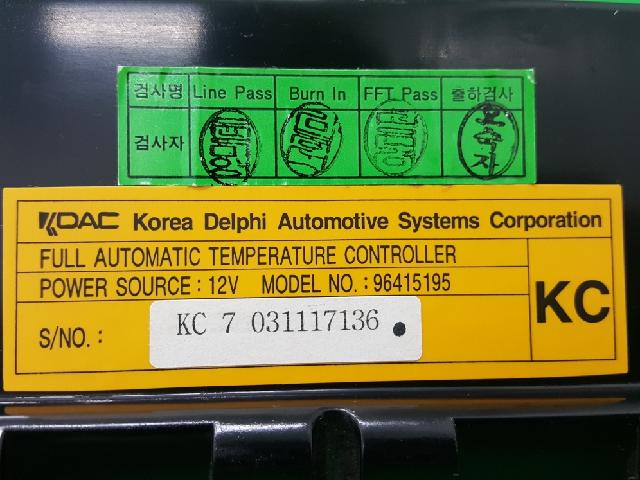 검사명 Line Pass Burn In FFT Pass 출하검사
검사자
KDAC Korea Delphi Automotive Systems Corporation
FULL AUTOMATIC TEMPERATURE CONTROLLER
POWER SOURCE : 12V MODEL NO. : 96415195
KC
S/NO. : KC 7 031117136